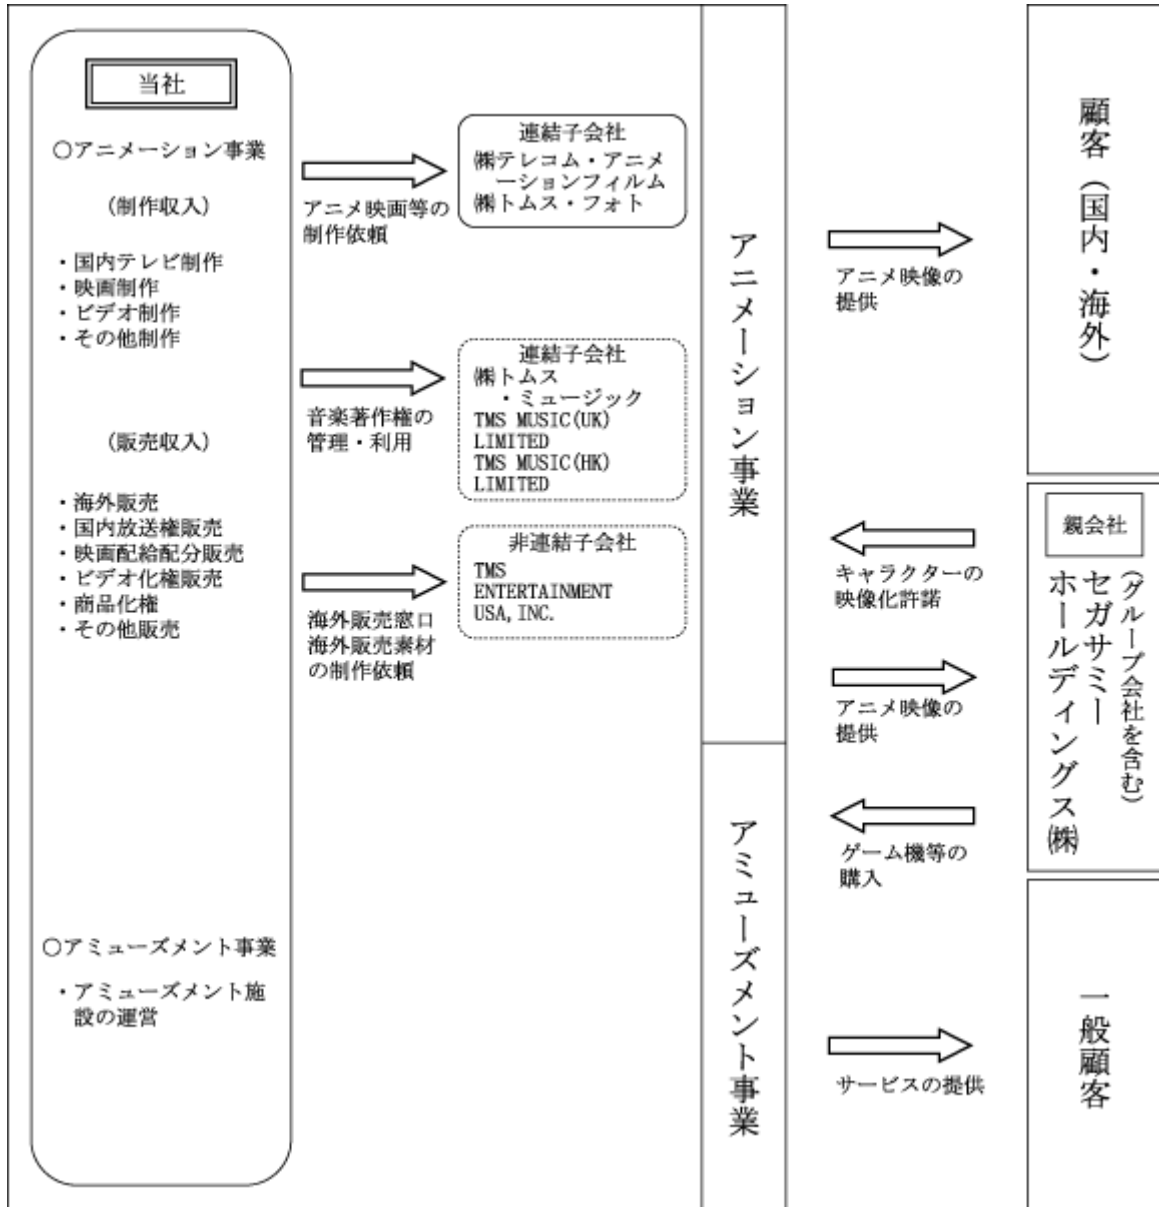 当社
○アニメーション事業
(制作収入)
・国内テレビ制作
・映画制作
・ビデオ制作
・その他制作
(販売収入)
・海外販売
・国内放送権販売
・映画配給配分販売
・ビデオ化権販売
・商品化権
・その他販売
○アミューズメント事業
・アミューズメント施
設の運営
アニメ映画等の
制作依頼
音楽著作権の
管理・利用
海外販売窓口
海外販売素材
の制作依頼
連結子会社
㈱テレコム・アニメ
ーションフィルム
㈱トムス・フォト
連結子会社
㈱トムス
・ミュージック
TMS MUSIC(UK)
LIMITED
TMS MUSIC(HK)
LIMITED
非連結子会社
TMS
ENTERTAINMENT
USA, INC.
アニメーション事業
アミューズメント事業
アニメ映像の
提供
キャラクターの
映像化許諾
アニメ映像の
提供
ゲーム機等の
購入
サービスの提供
顧客(国内・海外)
親会社
(グループ会社を含む)
セガサミー
ホールディングス㈱
一般顧客